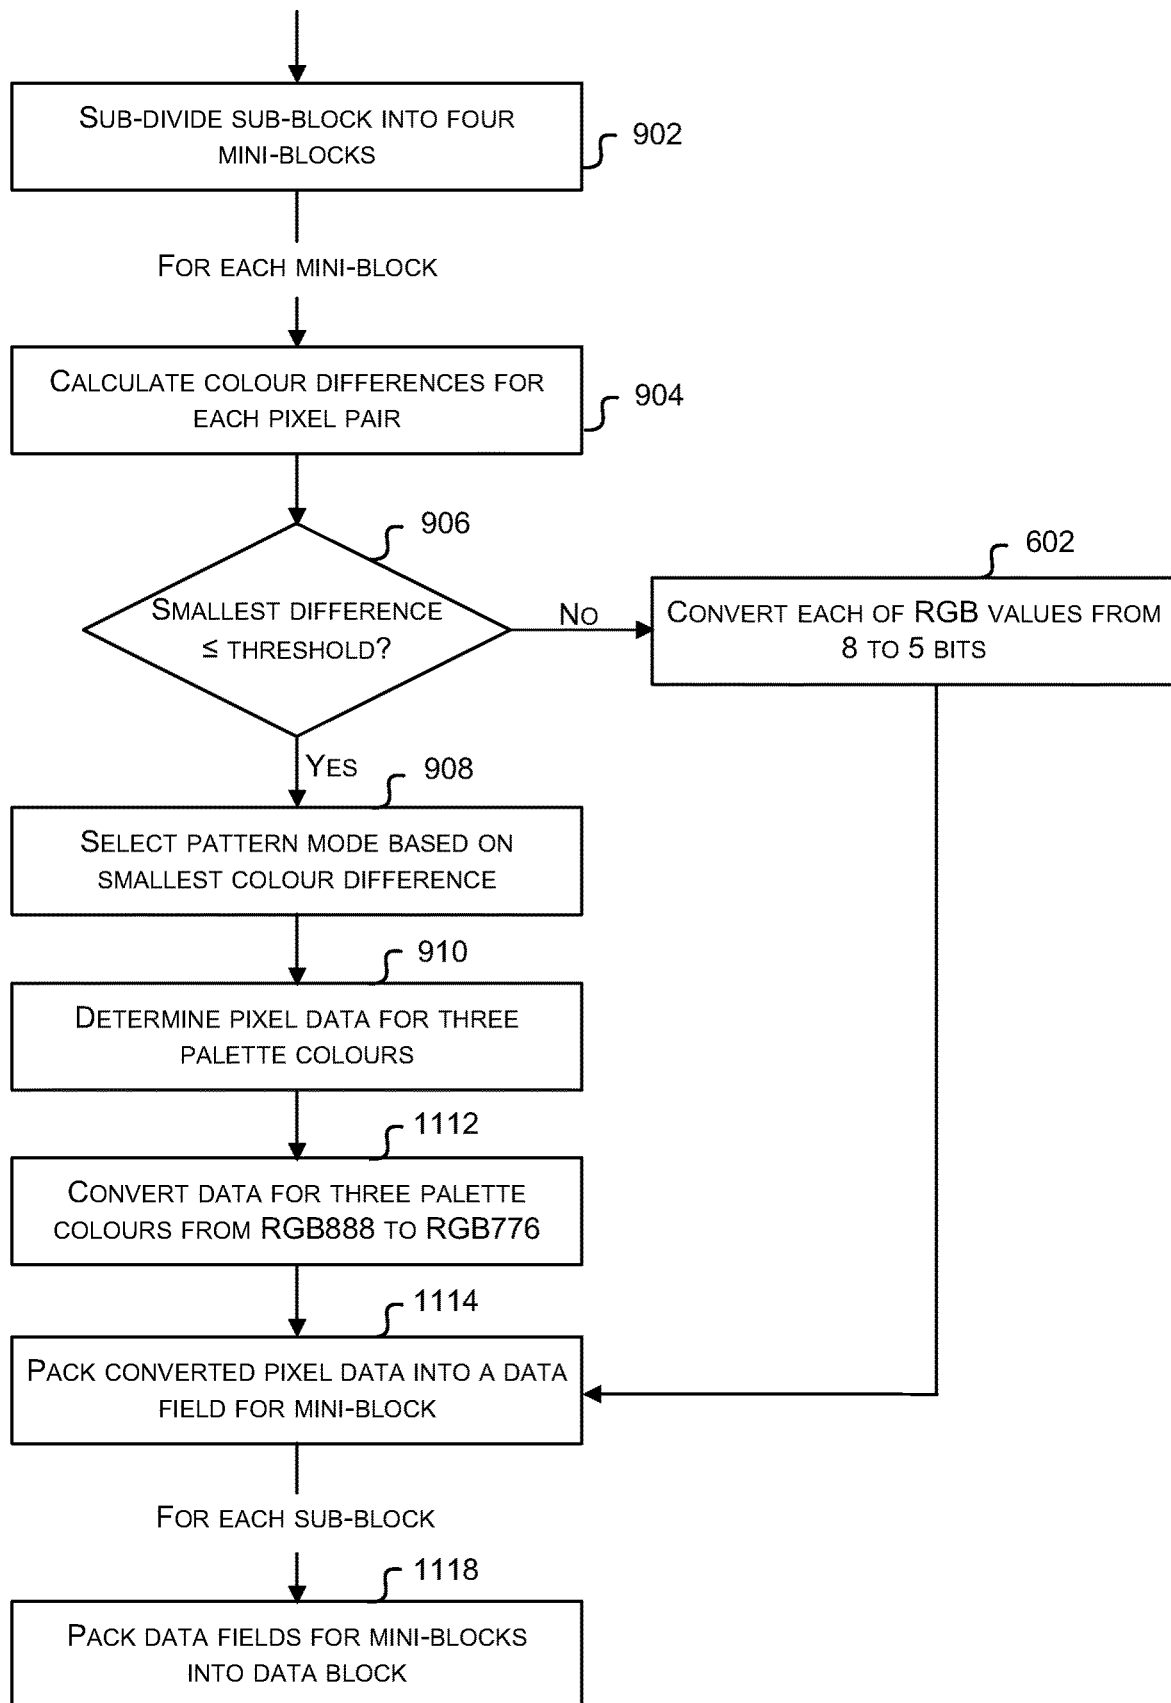 SUB-DIVIDE SUB-BLOCK INTO FOUR
MINI-BLOCKS
902
FOR EACH MINI-BLOCK
CALCULATE COLOUR DIFFERENCES FOR
EACH PIXEL PAIR
904
906
SMALLEST DIFFERENCE
≤ THRESHOLD?
NO
602
CONVERT EACH OF RGB VALUES FROM
8 TO 5 BITS
YES
908
SELECT PATTERN MODE BASED ON
SMALLEST COLOUR DIFFERENCE
910
DETERMINE PIXEL DATA FOR THREE
PALETTE COLOURS
1112
CONVERT DATA FOR THREE PALETTE
COLOURS FROM RGB888 TO RGB776
1114
PACK CONVERTED PIXEL DATA INTO A DATA
FIELD FOR MINI-BLOCK
FOR EACH SUB-BLOCK
1118
PACK DATA FIELDS FOR MINI-BLOCKS
INTO DATA BLOCK